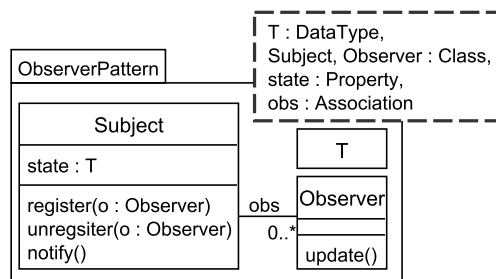 T : DataType,
Subject, Observer : Class,
state : Property,
obs : Association
ObserverPattern
Subject
state : T
register(o : Observer)
unregsiter(o : Observer)
notify()
obs
0..*
T
Observer
update()